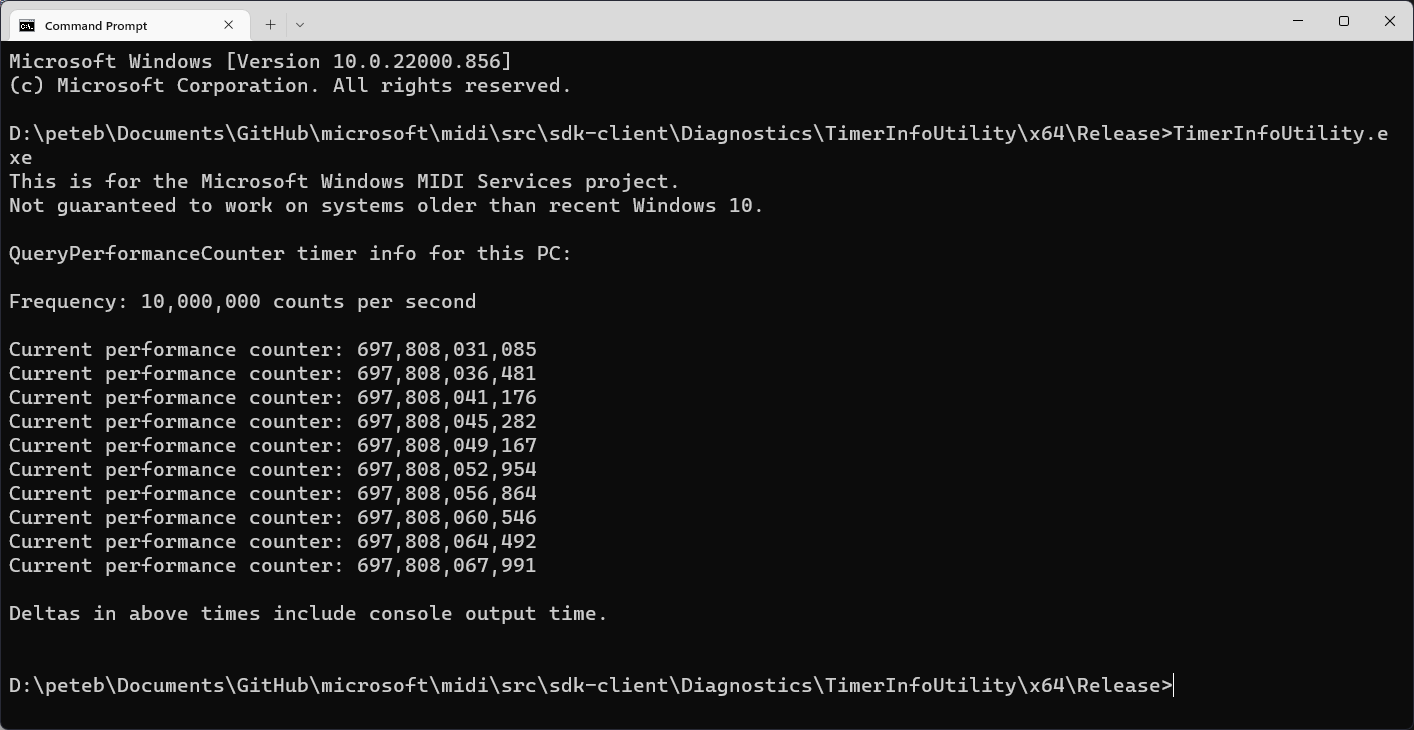 Command Prompt
Microsoft Windows [Version 10.0.22000.856]
(c) Microsoft Corporation. All rights reserved.
D:\peteb\Documents\GitHub\microsoft\midi\src\sdk-client\Diagnostics\TimerInfoUtility\x64\Release>TimerInfoUtility.e
xe
This is for the Microsoft Windows MIDI Services project.
Not guaranteed to work on systems older than recent Windows 10.
QueryPerformanceCounter timer info for this PC:
Frequency: 10,000,000 counts per second
Current performance counter: 697,808,031,085
Current performance counter: 697,808,036,481
Current performance counter: 697,808,041,176
Current performance counter: 697,808,045,282
Current performance counter: 697,808,049,167
Current performance counter: 697,808,052,954
Current performance counter: 697,808,056,864
Current performance counter: 697,808,060,546
Current performance counter: 697,808,064,492
Current performance counter: 697,808,067,991
Deltas in above times include console output time.
D:\peteb\Documents\GitHub\microsoft\midi\src\sdk-client\Diagnostics\TimerInfoUtility\x64\Release>